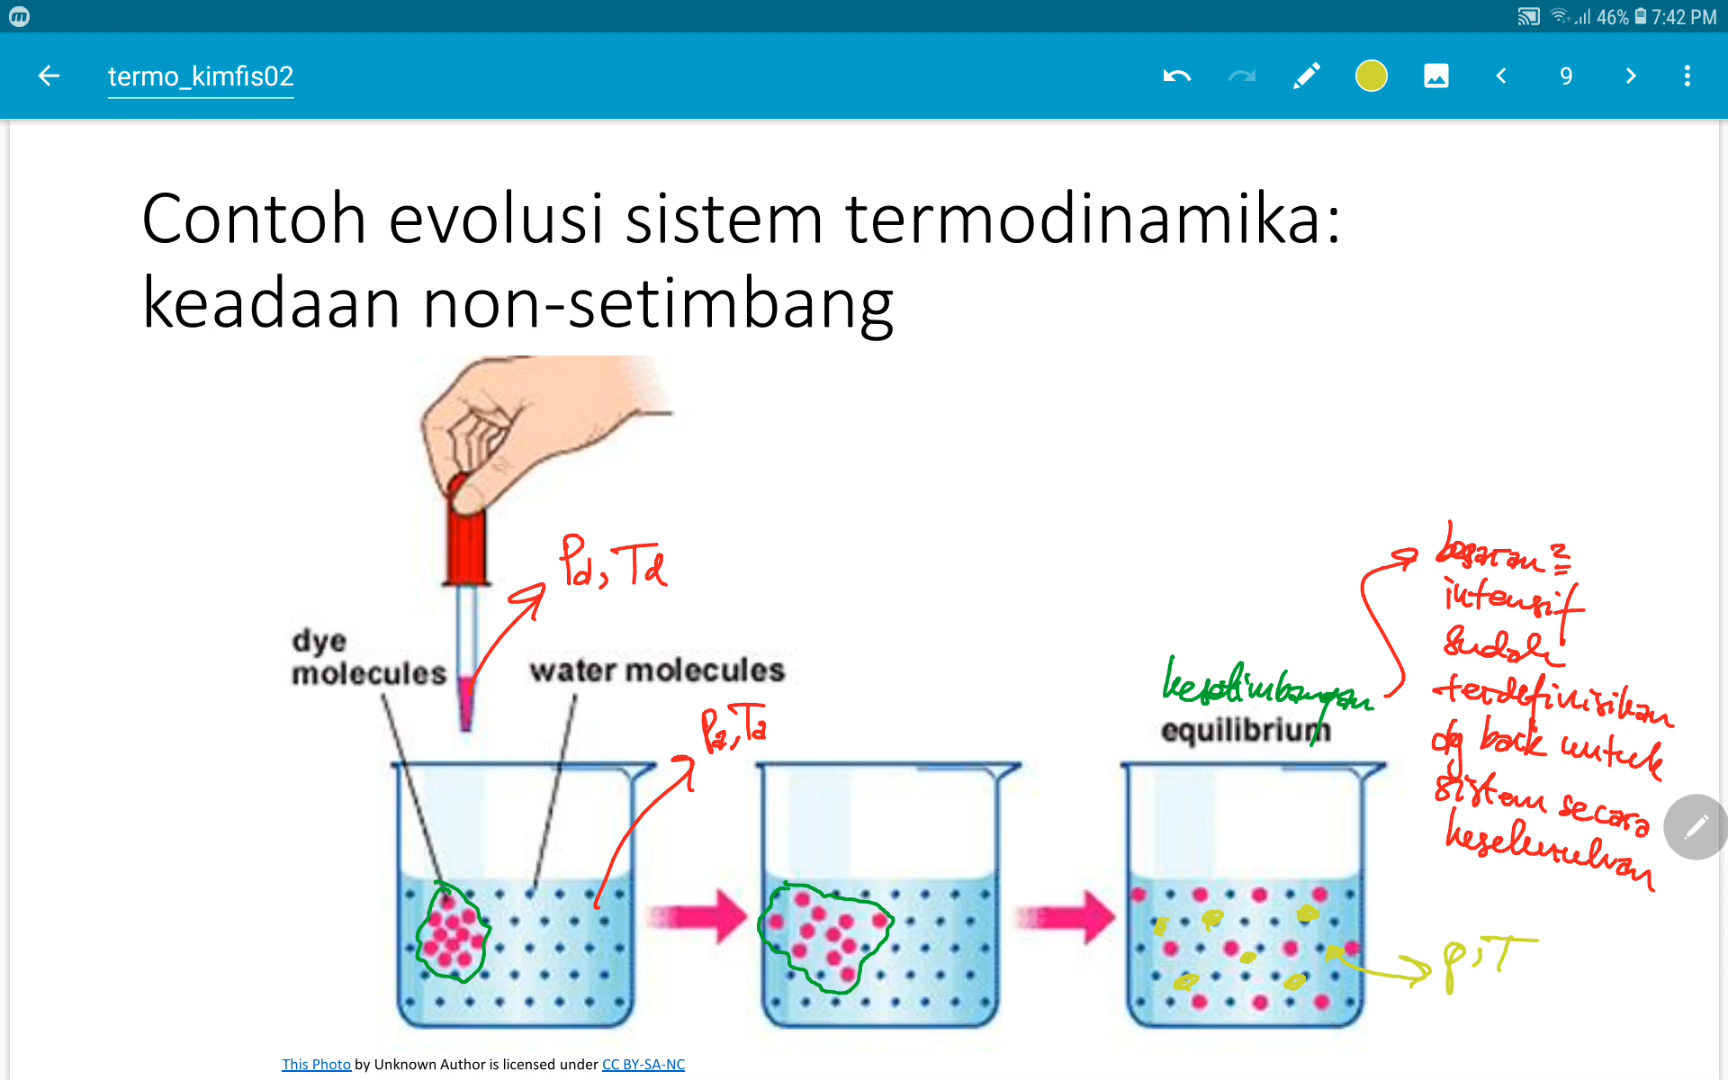 46% 7:42 PM
termo_kimfis02
9
Contoh evolusi sistem termodinamika:
keadaan non-setimbang
Pd, Td
dye
molecules
water molecules
Pa, Ta
kesetimbangan
equilibrium
besaran²
intensif
sudah
terdefinisikan
dg baik untuk
sistem secara
keseluruhan
P, T
This Photo by Unknown Author is licensed under CC BY-SA-NC